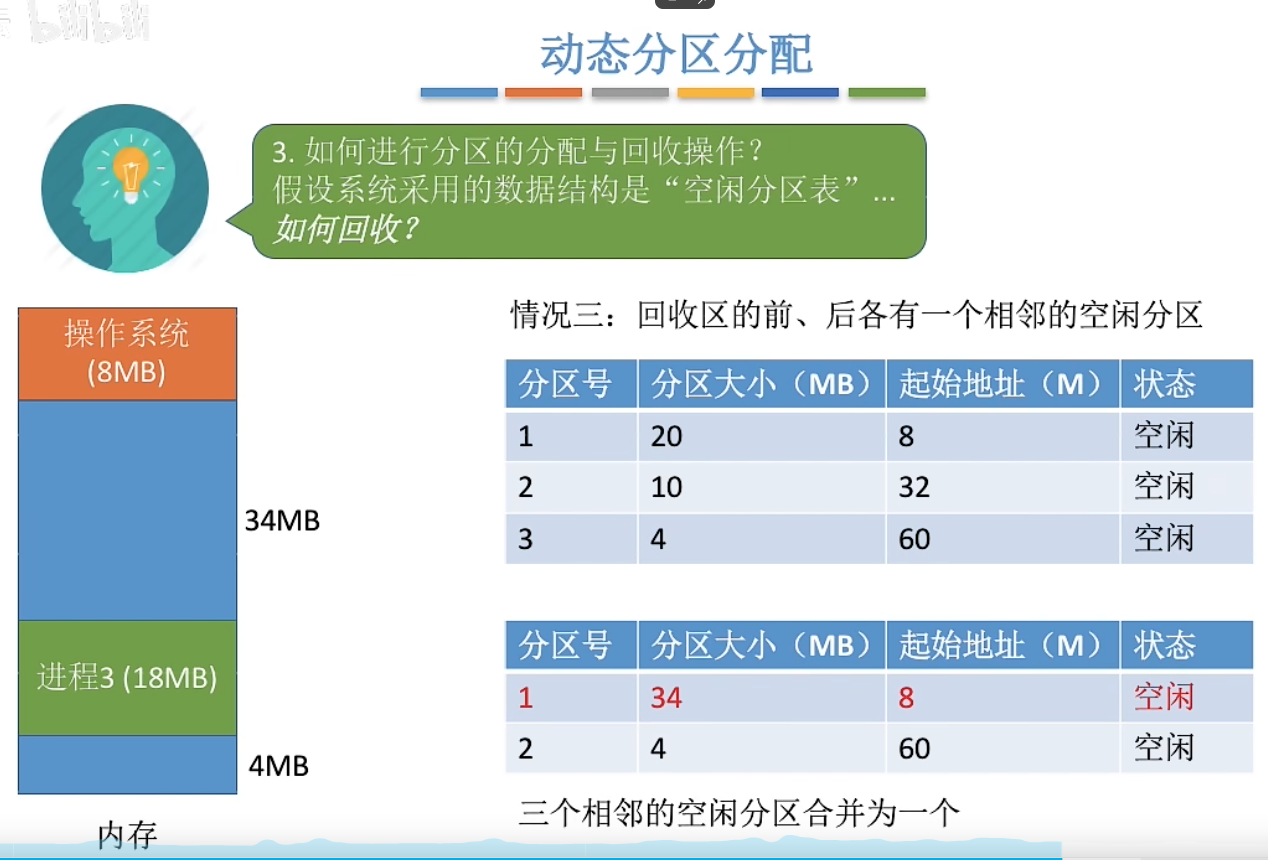 bilibili
动态分区分配
3. 如何进行分区的分配与回收操作？
假设系统采用的数据结构是“空闲分区表”...
如何回收？
操作系统
(8MB)
34MB
进程3 (18MB)
4MB
内存
情况三：回收区的前、后各有一个相邻的空闲分区
分区号 分区大小（MB） 起始地址（M） 状态
1 20 8 空闲
2 10 32 空闲
3 4 60 空闲
分区号 分区大小（MB） 起始地址（M） 状态
1 34 8 空闲
2 4 60 空闲
三个相邻的空闲分区合并为一个